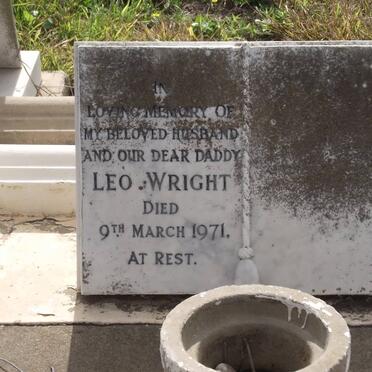 IN
LOVING MEMORY OF
MY BELOVED HUSBAND
AND OUR DEAR DADDY
LEO WRIGHT
DIED
9TH MARCH 1971.
AT REST.